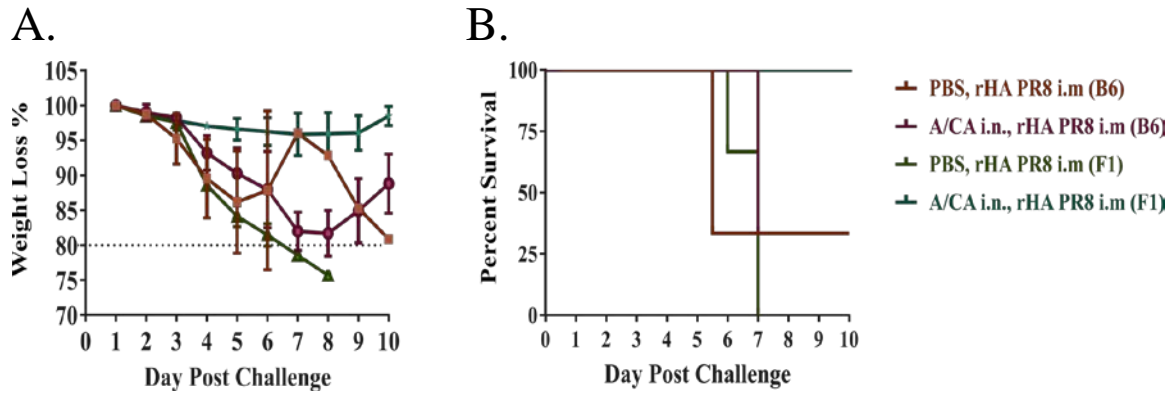 A.
B.
105
100
95
90
85
80
75
70
Weight Loss %
0 1 2 3 4 5 6 7 8 9 10
Day Post Challenge
100
75
50
25
0
Percent Survival
0 1 2 3 4 5 6 7 8 9 10
Day Post Challenge
PBS, rHA PR8 i.m (B6)
A/CA i.n., rHA PR8 i.m (B6)
PBS, rHA PR8 i.m (F1)
A/CA i.n., rHA PR8 i.m (F1)